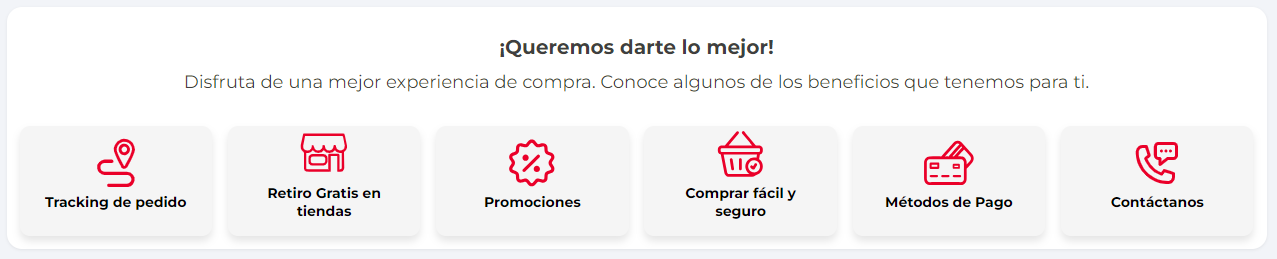 ¡Queremos darte lo mejor!
Disfruta de una mejor experiencia de compra. Conoce algunos de los beneficios que tenemos para ti.
Tracking de pedido
Retiro Gratis en
tiendas
Promociones
Comprar fácil y
seguro
Métodos de Pago
Contáctanos